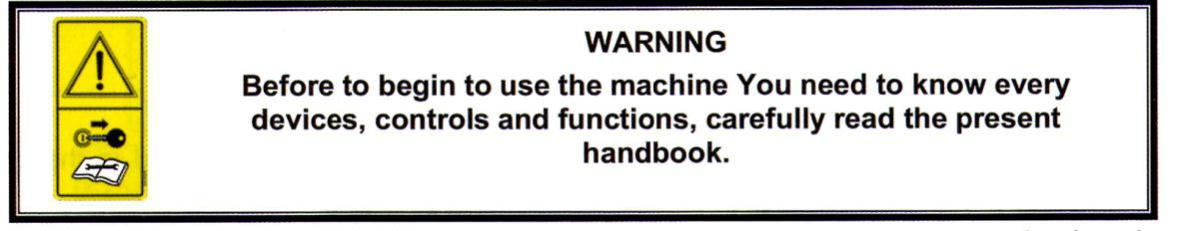 WARNING
Before to begin to use the machine You need to know every
devices, controls and functions, carefully read the present
handbook.